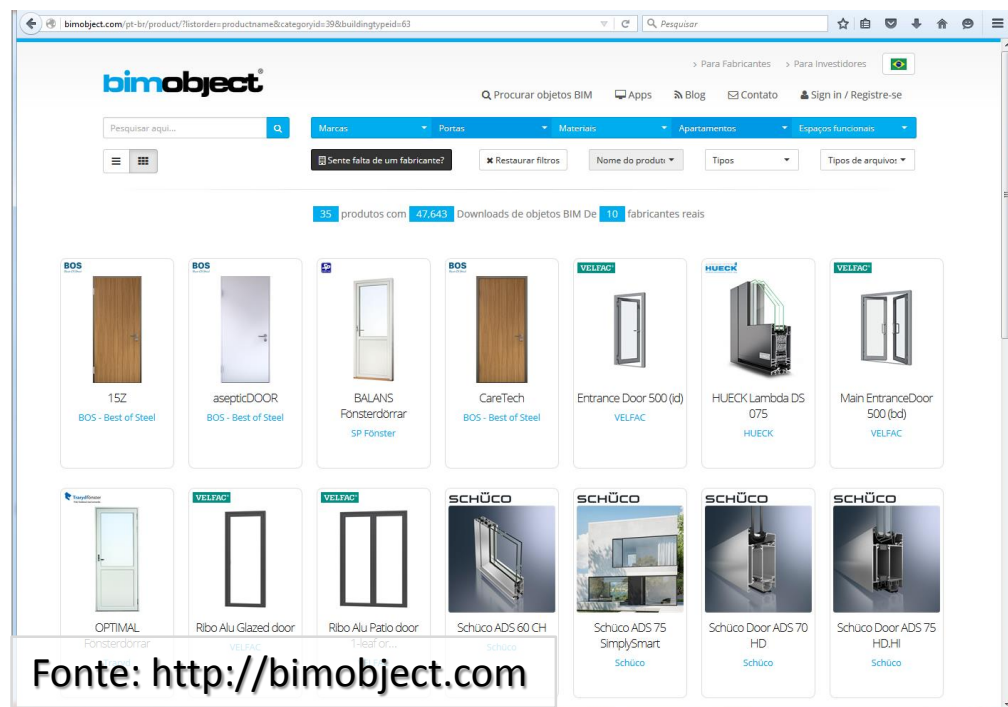 bimobject.com/pt-br/product/?listorder=productname&categoryid=39&buildingtypeid=63
Pesquisar
Para Fabricantes
Para Investidores
bimobject®
Procurar objetos BIM
Apps
Blog
Contato
Sign in / Registre-se
Pesquisar aqui...
Marcas
Portas
Materiais
Apartamentos
Espaços funcionais
Sente falta de um fabricante?
Restaurar filtros
Nome do produt
Tipos
Tipos de arquivo
35 produtos com 47,643 Downloads de objetos BIM De 10 fabricantes reais
BOS
BOS
SP
BOS
VELFAC
HUECK
VELFAC
15Z
BOS - Best of Steel
asepticDOOR
BOS - Best of Steel
BALANS
Fönsterdörrar
SP Fönster
CareTech
BOS - Best of Steel
Entrance Door 500 (id)
VELFAC
HUECK Lambda DS
075
HUECK
Main EntranceDoor
500 (bd)
VELFAC
VELFAC
VELFAC
SCHÜCO
SCHÜCO
SCHÜCO
SCHÜCO
OPTIMAL
Fönsterdörrar
Ribo Alu Glazed door
VELFAC
Ribo Alu Patio door
1-leaf or...
Schüco ADS 60 CH
Schüco
Schüco ADS 75
SimplySmart
Schüco
Schüco Door ADS 70
HD
Schüco
Schüco Door ADS 75
HD.HI
Schüco
Fonte: http://bimobject.com